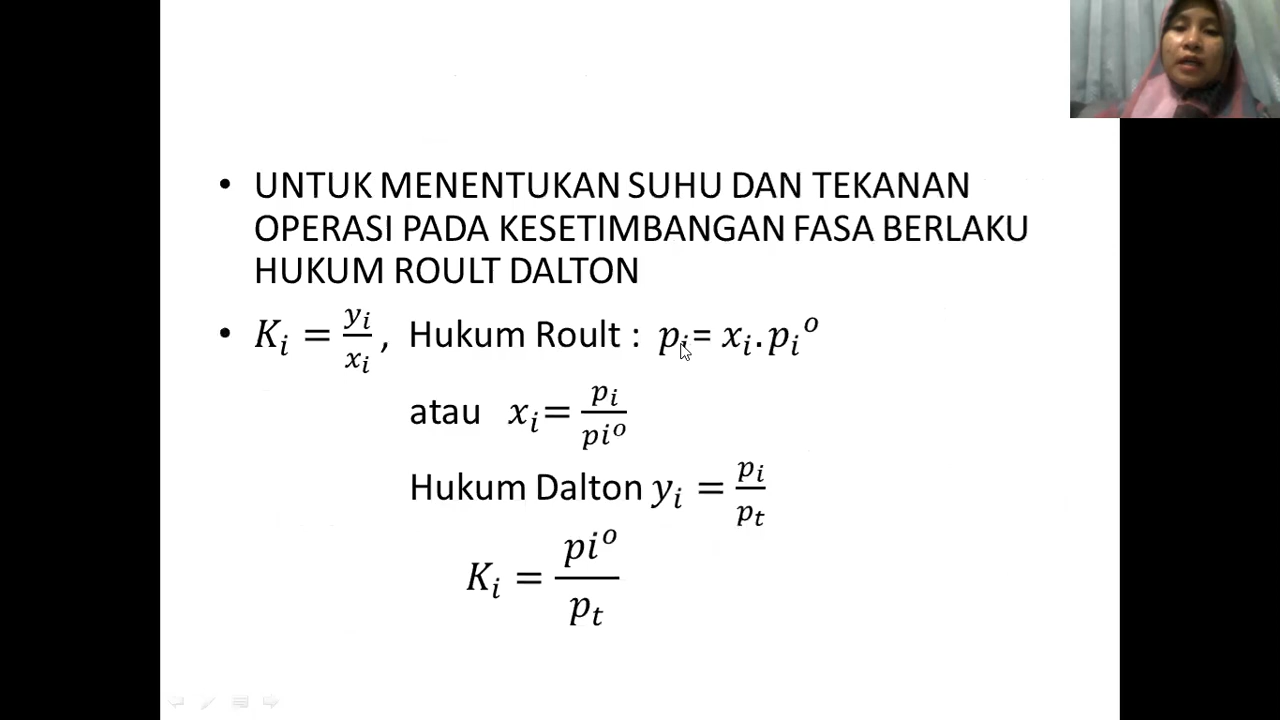 • UNTUK MENENTUKAN SUHU DAN TEKANAN
OPERASI PADA KESETIMBANGAN FASA BERLAKU
HUKUM ROULT DALTON
• Kᵢ = yᵢ/xᵢ , Hukum Roult : pᵢ= xᵢ.pᵢᵒ
atau xᵢ= pᵢ/piᵒ
Hukum Dalton yᵢ = pᵢ/pₜ
Kᵢ = piᵒ/pₜ